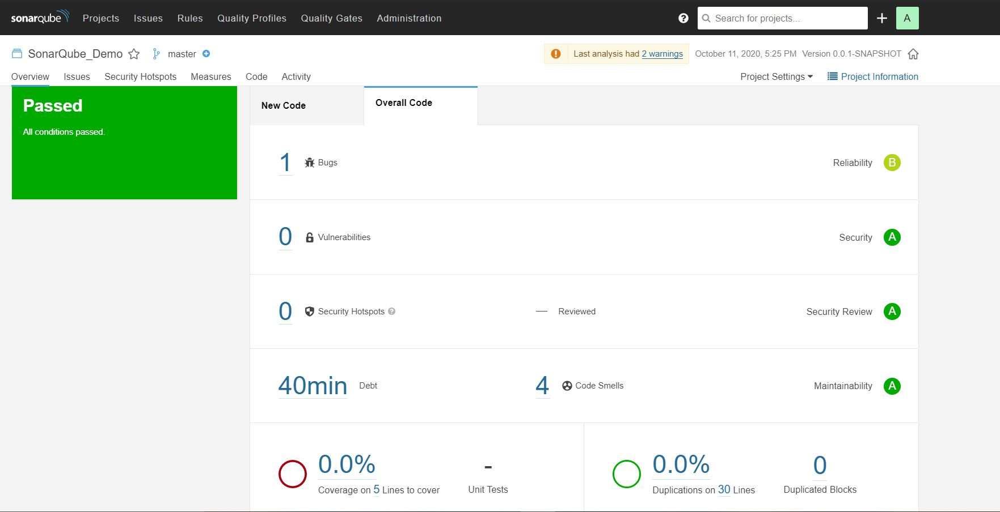 sonarqube Projects Issues Rules Quality Profiles Quality Gates Administration ? Search for projects... + A
SonarQube_Demo master Last analysis had 2 warnings October 11, 2020, 5:25 PM Version 0.0.1-SNAPSHOT
Overview Issues Security Hotspots Measures Code Activity Project Settings Project Information
Passed
All conditions passed.
New Code Overall Code
1 Bugs Reliability B
0 Vulnerabilities Security A
0 Security Hotspots ? — Reviewed Security Review A
40min Debt 4 Code Smells Maintainability A
0.0% - 0.0% 0
Coverage on 5 Lines to cover Unit Tests Duplications on 30 Lines Duplicated Blocks